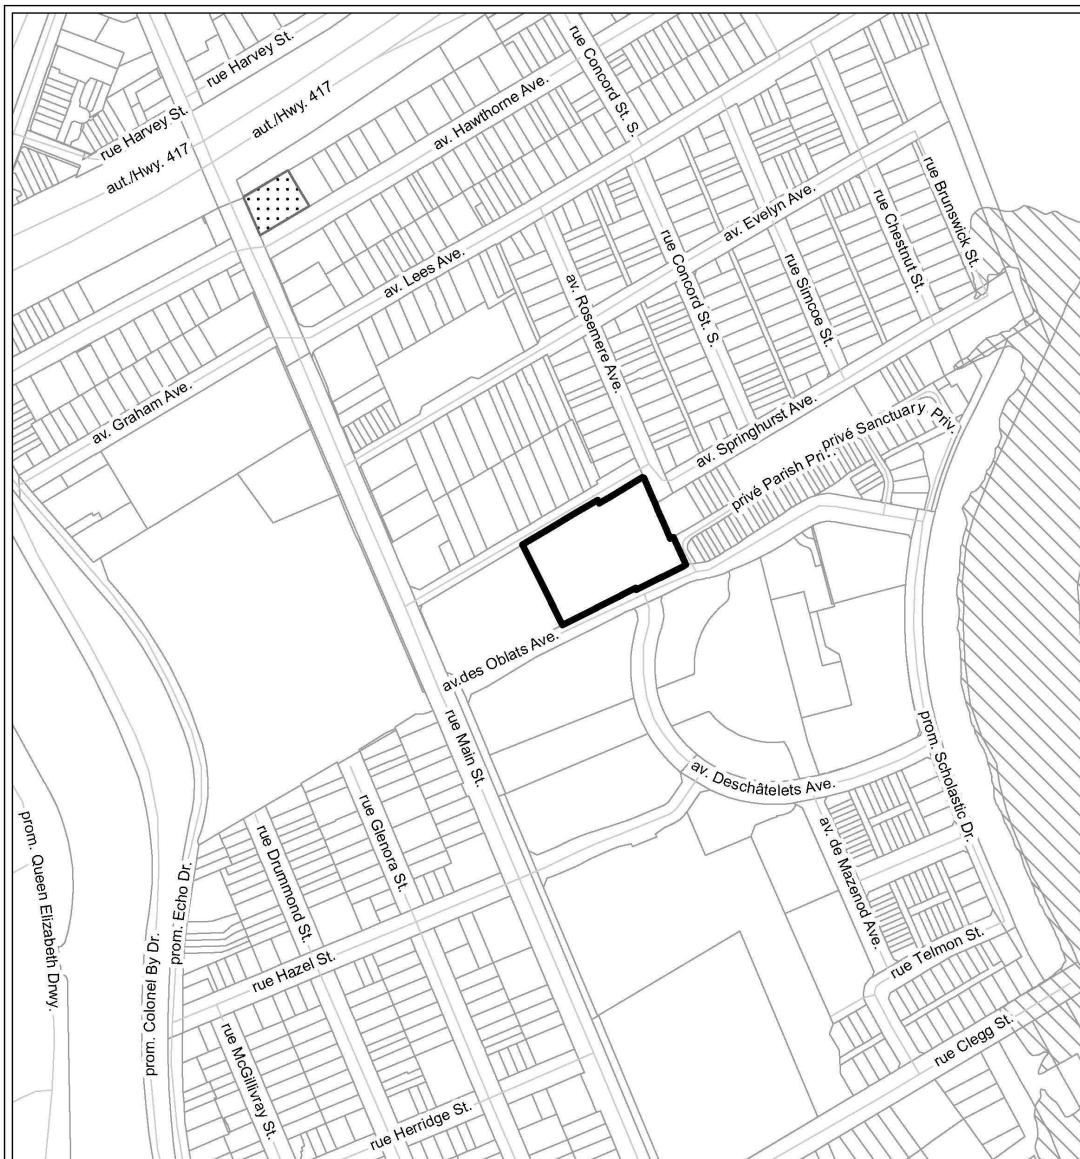 rue Harvey St.
rue Concord St. S.
aut./Hwy. 417
av. Hawthorne Ave.
rue Harvey St.
aut./Hwy. 417
rue Brunswick St.
av. Evelyn Ave.
rue Chestnut St.
av. Lees Ave.
rue Concord St. S.
rue Simcoe St.
av. Rosemere Ave.
av. Graham Ave.
av. Springhurst Ave.
privé Sanctuary Priv.
privé Parish Pri
av.des Oblats Ave.
rue Main St.
prom. Scholastic Dr.
av. Deschâtelets Ave.
rue Glenora St.
rue Drummond St.
prom. Queen Elizabeth Drwy.
av. de Mazenod Ave.
prom. Echo Dr.
prom. Colonel By Dr.
rue Telmon St.
rue Hazel St.
rue Clegg St.
rue McGillivray St.
rue Herridge St.